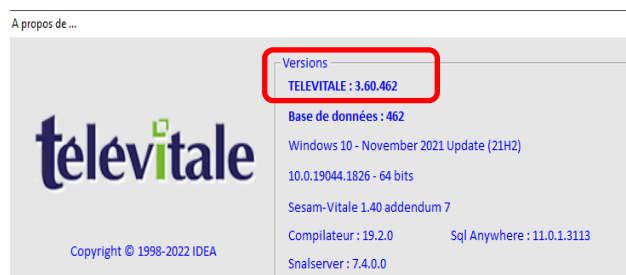 A propos de ...
Versions
TELEVITALE : 3.60.462
Base de données : 462
Windows 10 - November 2021 Update (21H2)
10.0.19044.1826 - 64 bits
Sesam-Vitale 1.40 addendum 7
Compilateur : 19.2.0 Sql Anywhere : 11.0.1.3113
Snalserver : 7.4.0.0
télévitale
Copyright © 1998-2022 IDEA